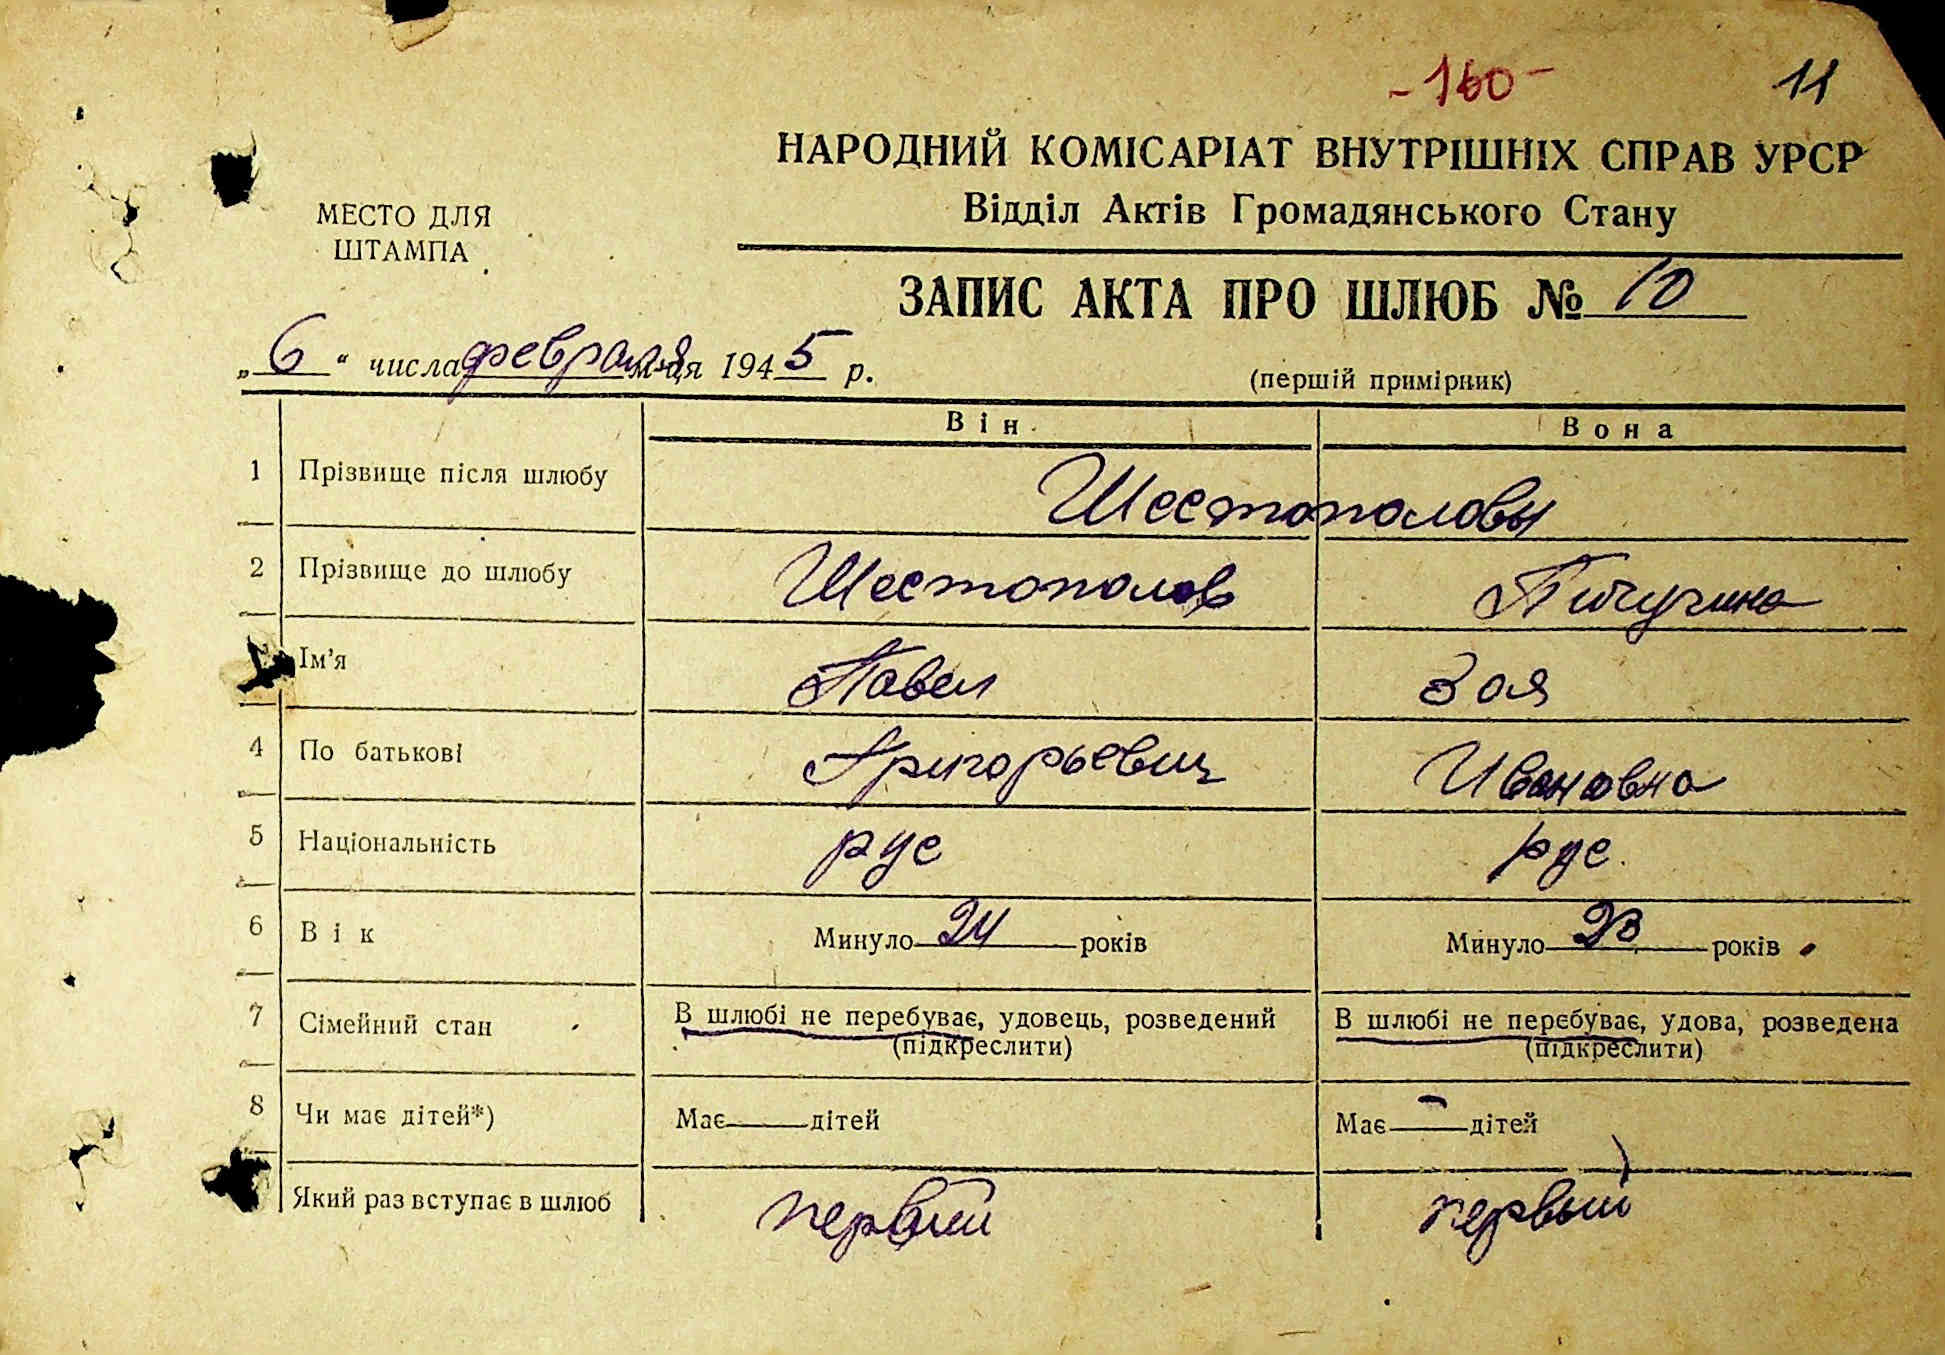 -160-
11
НАРОДНИЙ КОМІСАРІАТ ВНУТРІШНІХ СПРАВ УРСР
Відділ Актів Громадянського Стану
МЕСТО ДЛЯ
ШТАМПА
ЗАПИС АКТА ПРО ШЛЮБ № 10
„6“ числа февраля м-ця 1945 р.
(першій примірник)
Він Вона
1 Прізвище після шлюбу Шестополовы
2 Прізвище до шлюбу Шестополов Пичугина
Ім’я Павел Зоя
4 По батькові Григорьевич Ивановна
5 Національність рус рус.
6 Вік Минуло 24 років Минуло 23 років
7 Сімейний стан В шлюбі не перебуває, удовець, розведений В шлюбі не перебуває, удова, розведена
(підкреслити) (підкреслити)
8 Чи має дітей*) Має — дітей Має — дітей
Який раз вступає в шлюб первый первый